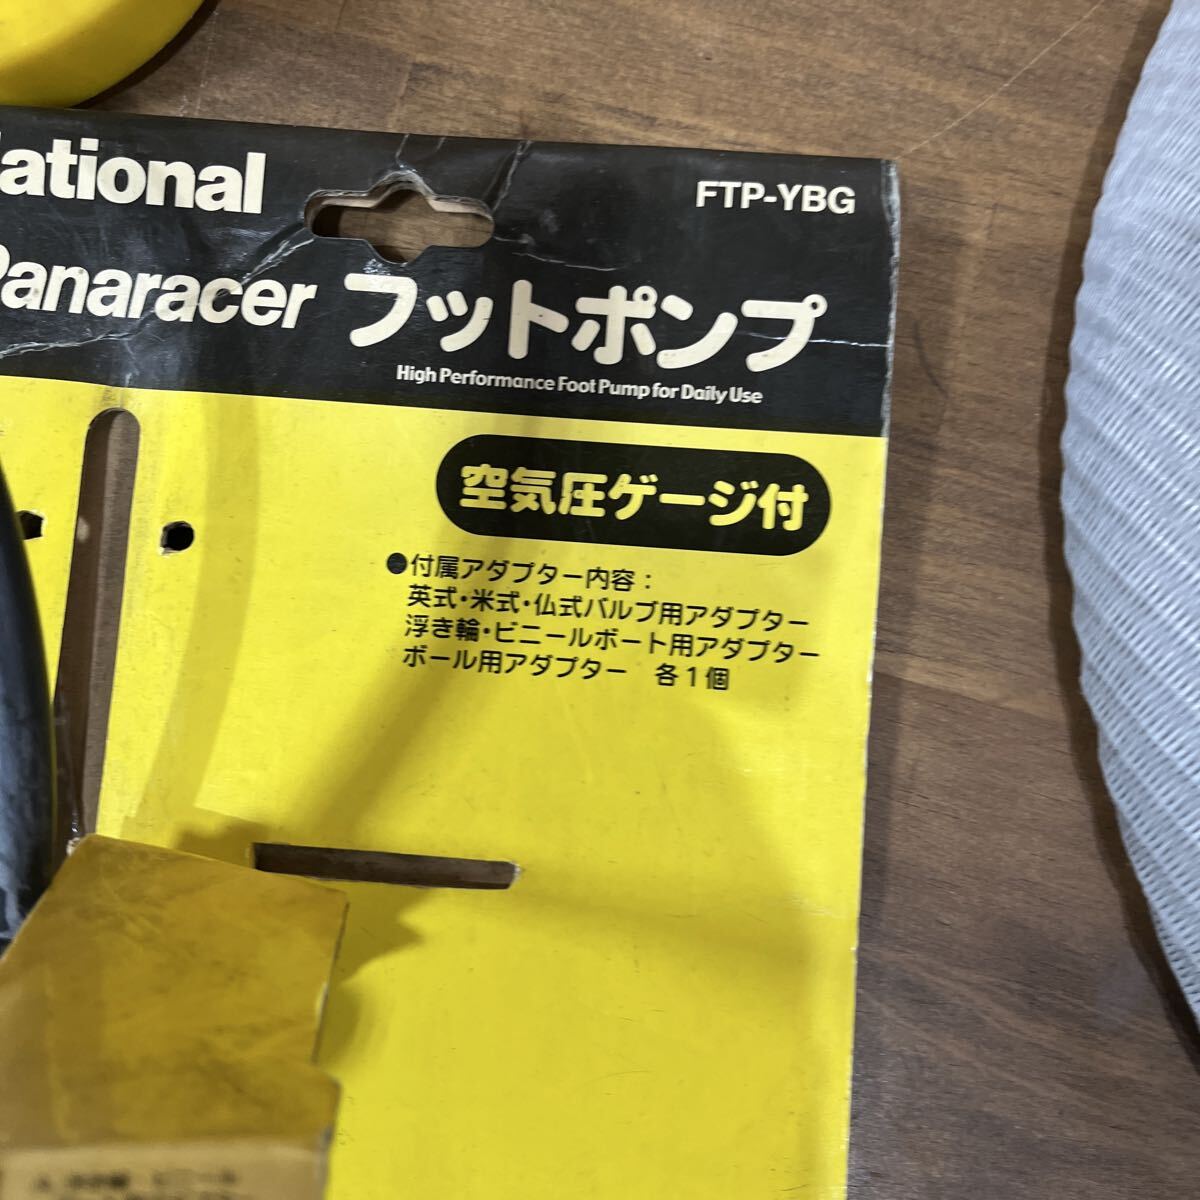 National
FTP-YBG
Panaracer フットポンプ
High Performance Foot Pump for Daily Use
空気圧ゲージ付
●付属アダプター内容：
英式・米式・仏式バルブ用アダプター
浮き輪・ビニールボート用アダプター
ボール用アダプター　各1個